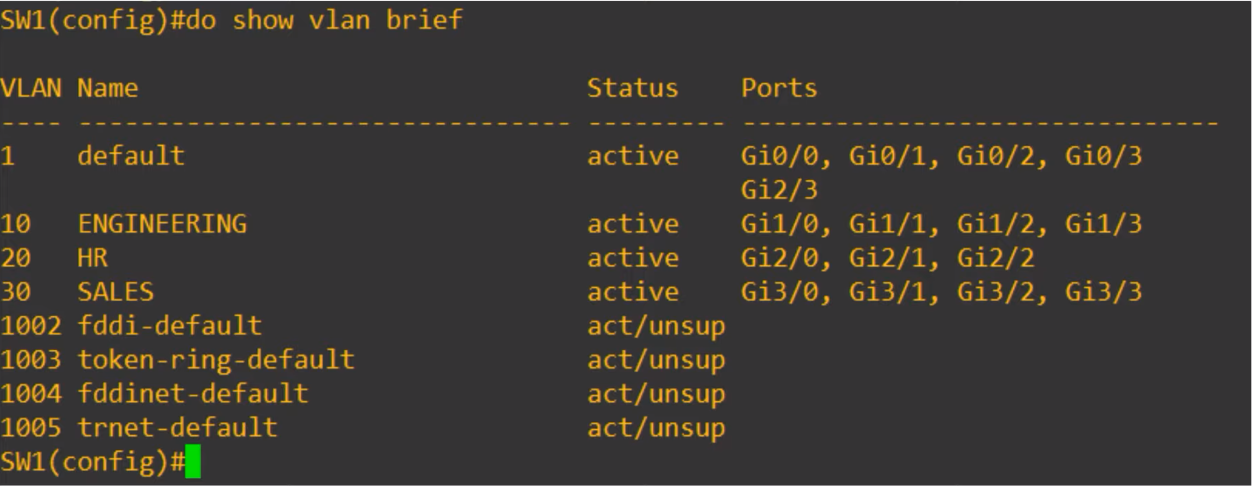 SW1(config)#do show vlan brief
VLAN Name                             Status    Ports
---- -------------------------------- --------- -------------------------------
1    default                          active    Gi0/0, Gi0/1, Gi0/2, Gi0/3
                                                Gi2/3
10   ENGINEERING                      active    Gi1/0, Gi1/1, Gi1/2, Gi1/3
20   HR                               active    Gi2/0, Gi2/1, Gi2/2
30   SALES                            active    Gi3/0, Gi3/1, Gi3/2, Gi3/3
1002 fddi-default                     act/unsup
1003 token-ring-default               act/unsup
1004 fddinet-default                  act/unsup
1005 trnet-default                    act/unsup
SW1(config)#